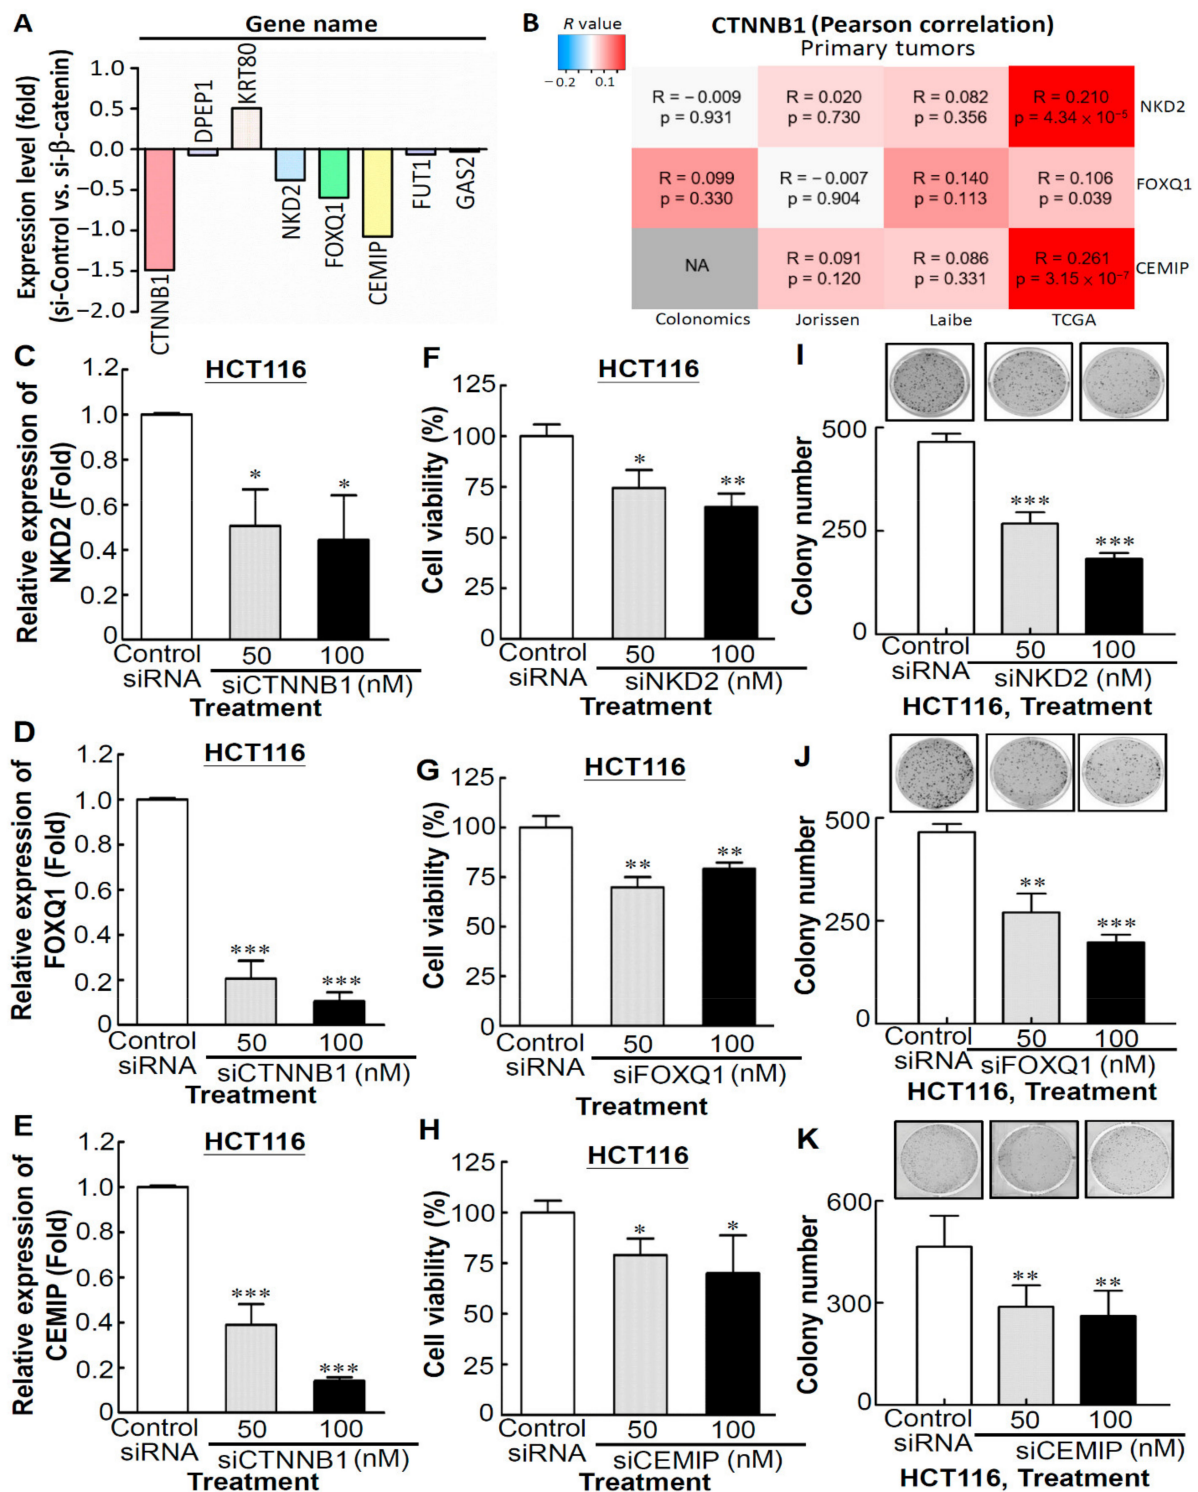 A
Gene name
Expression level (fold)
(si-Control vs. si-β-catenin)
1.0
0.5
0
−0.5
−1.0
−1.5
−2.0
CTNNB1
DPEP1
KRT80
NKD2
FOXQ1
CEMIP
FUT1
GAS2
B
R value
−0.2 0.1
CTNNB1 (Pearson correlation)
Primary tumors
R = −0.009
p = 0.931
R = 0.020
p = 0.730
R = 0.082
p = 0.356
R = 0.210
p = 4.34 × 10−5
NKD2
R = 0.099
p = 0.330
R = −0.007
p = 0.904
R = 0.140
p = 0.113
R = 0.106
p = 0.039
FOXQ1
NA
R = 0.091
p = 0.120
R = 0.086
p = 0.331
R = 0.261
p = 3.15 × 10−7
CEMIP
Colonomics Jorissen Laibe TCGA
C
HCT116
Relative expression of
NKD2 (Fold)
1.2
1.0
0.8
0.6
0.4
0.2
0
* *
Control
siRNA
50 100
siCTNNB1 (nM)
Treatment
F
HCT116
Cell viability (%)
125
100
75
50
25
0
* **
Control
siRNA
50 100
siNKD2 (nM)
Treatment
I
Colony number
500
250
0
*** ***
Control
siRNA
50 100
siNKD2 (nM)
HCT116, Treatment
D
HCT116
Relative expression of
FOXQ1 (Fold)
1.2
1.0
0.8
0.6
0.4
0.2
0
*** ***
Control
siRNA
50 100
siCTNNB1 (nM)
Treatment
G
HCT116
Cell viability (%)
125
100
75
50
25
0
** **
Control
siRNA
50 100
siFOXQ1 (nM)
Treatment
J
Colony number
500
250
0
** ***
Control
siRNA
50 100
siFOXQ1 (nM)
HCT116, Treatment
E
HCT116
Relative expression of
CEMIP (Fold)
1.2
1.0
0.8
0.6
0.4
0.2
0
*** ***
Control
siRNA
50 100
siCTNNB1 (nM)
Treatment
H
HCT116
Cell viability (%)
125
100
75
50
25
0
* *
Control
siRNA
50 100
siCEMIP (nM)
Treatment
K
Colony number
600
300
0
** **
Control
siRNA
50 100
siCEMIP (nM)
HCT116, Treatment